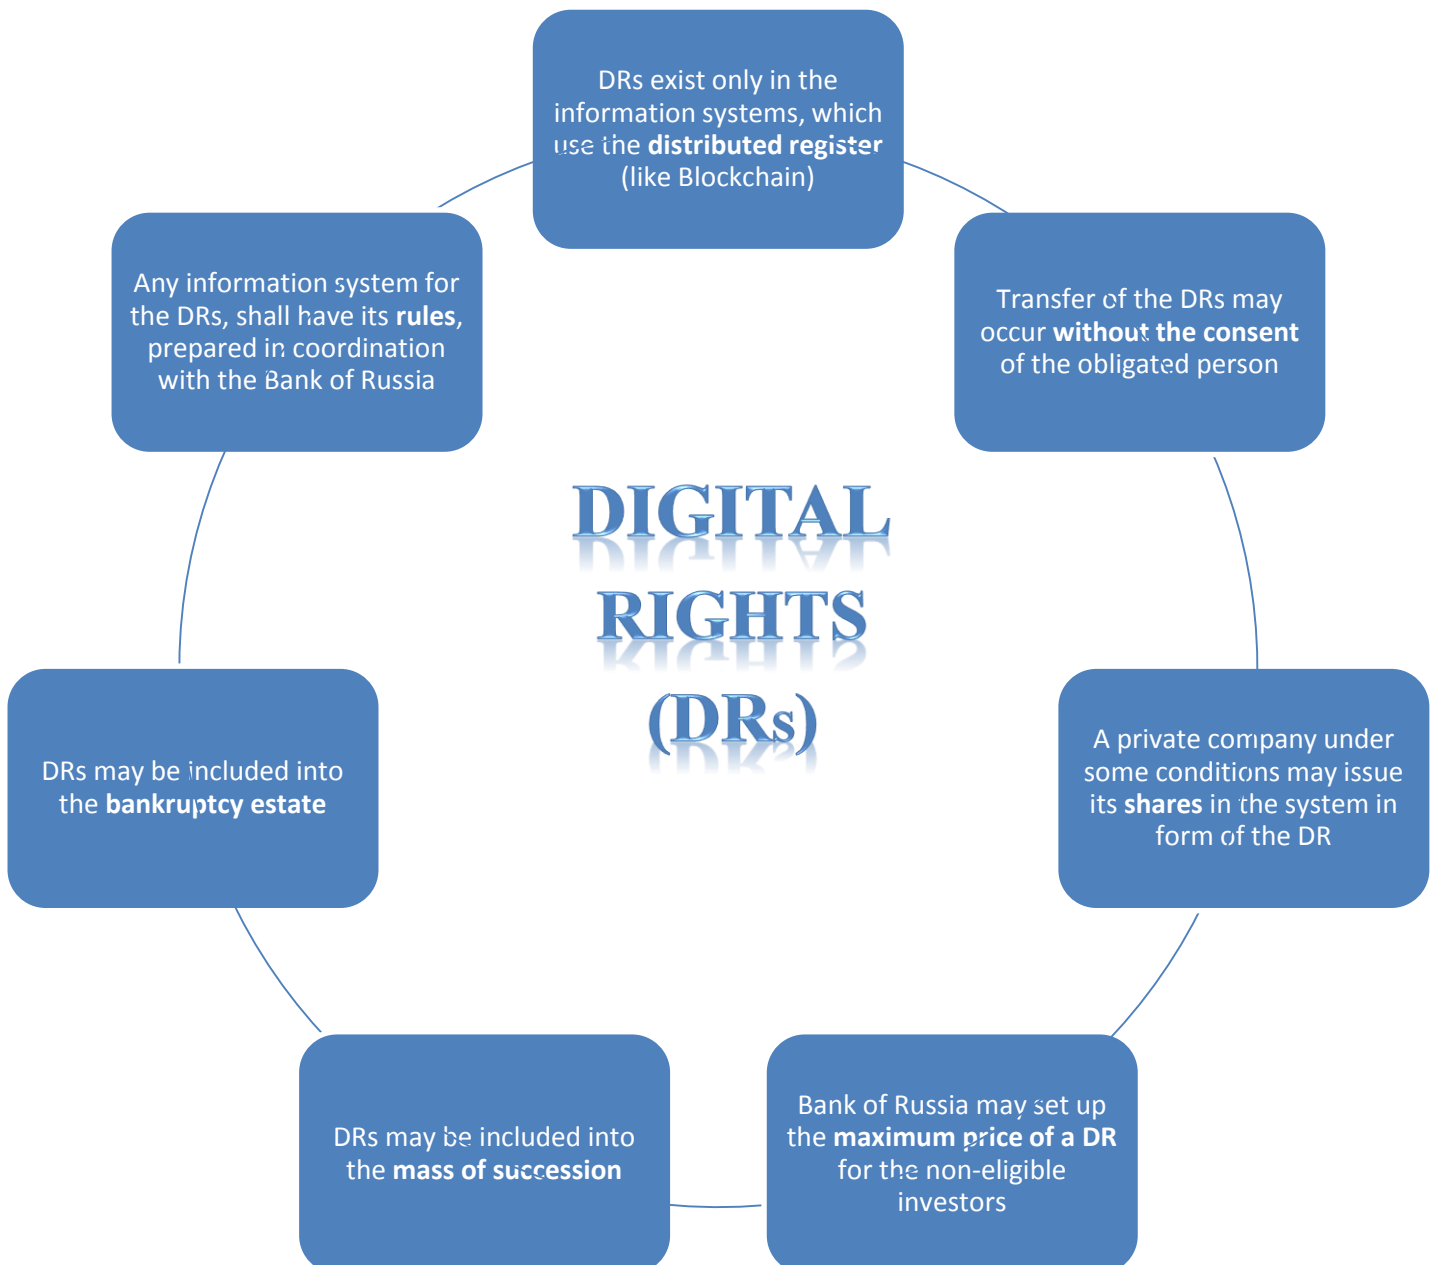 DRs exist only in the
information systems, which
use the distributed register
(like Blockchain)
Transfer of the DRs may
occur without the consent
of the obligated person
A private company under
some conditions may issue
its shares in the system in
form of the DR
Bank of Russia may set up
the maximum price of a DR
for the non-eligible
investors
DRs may be included into
the mass of succession
DRs may be included into
the bankruptcy estate
Any information system for
the DRs, shall have its rules,
prepared in coordination
with the Bank of Russia
DIGITAL
RIGHTS
(DRs)